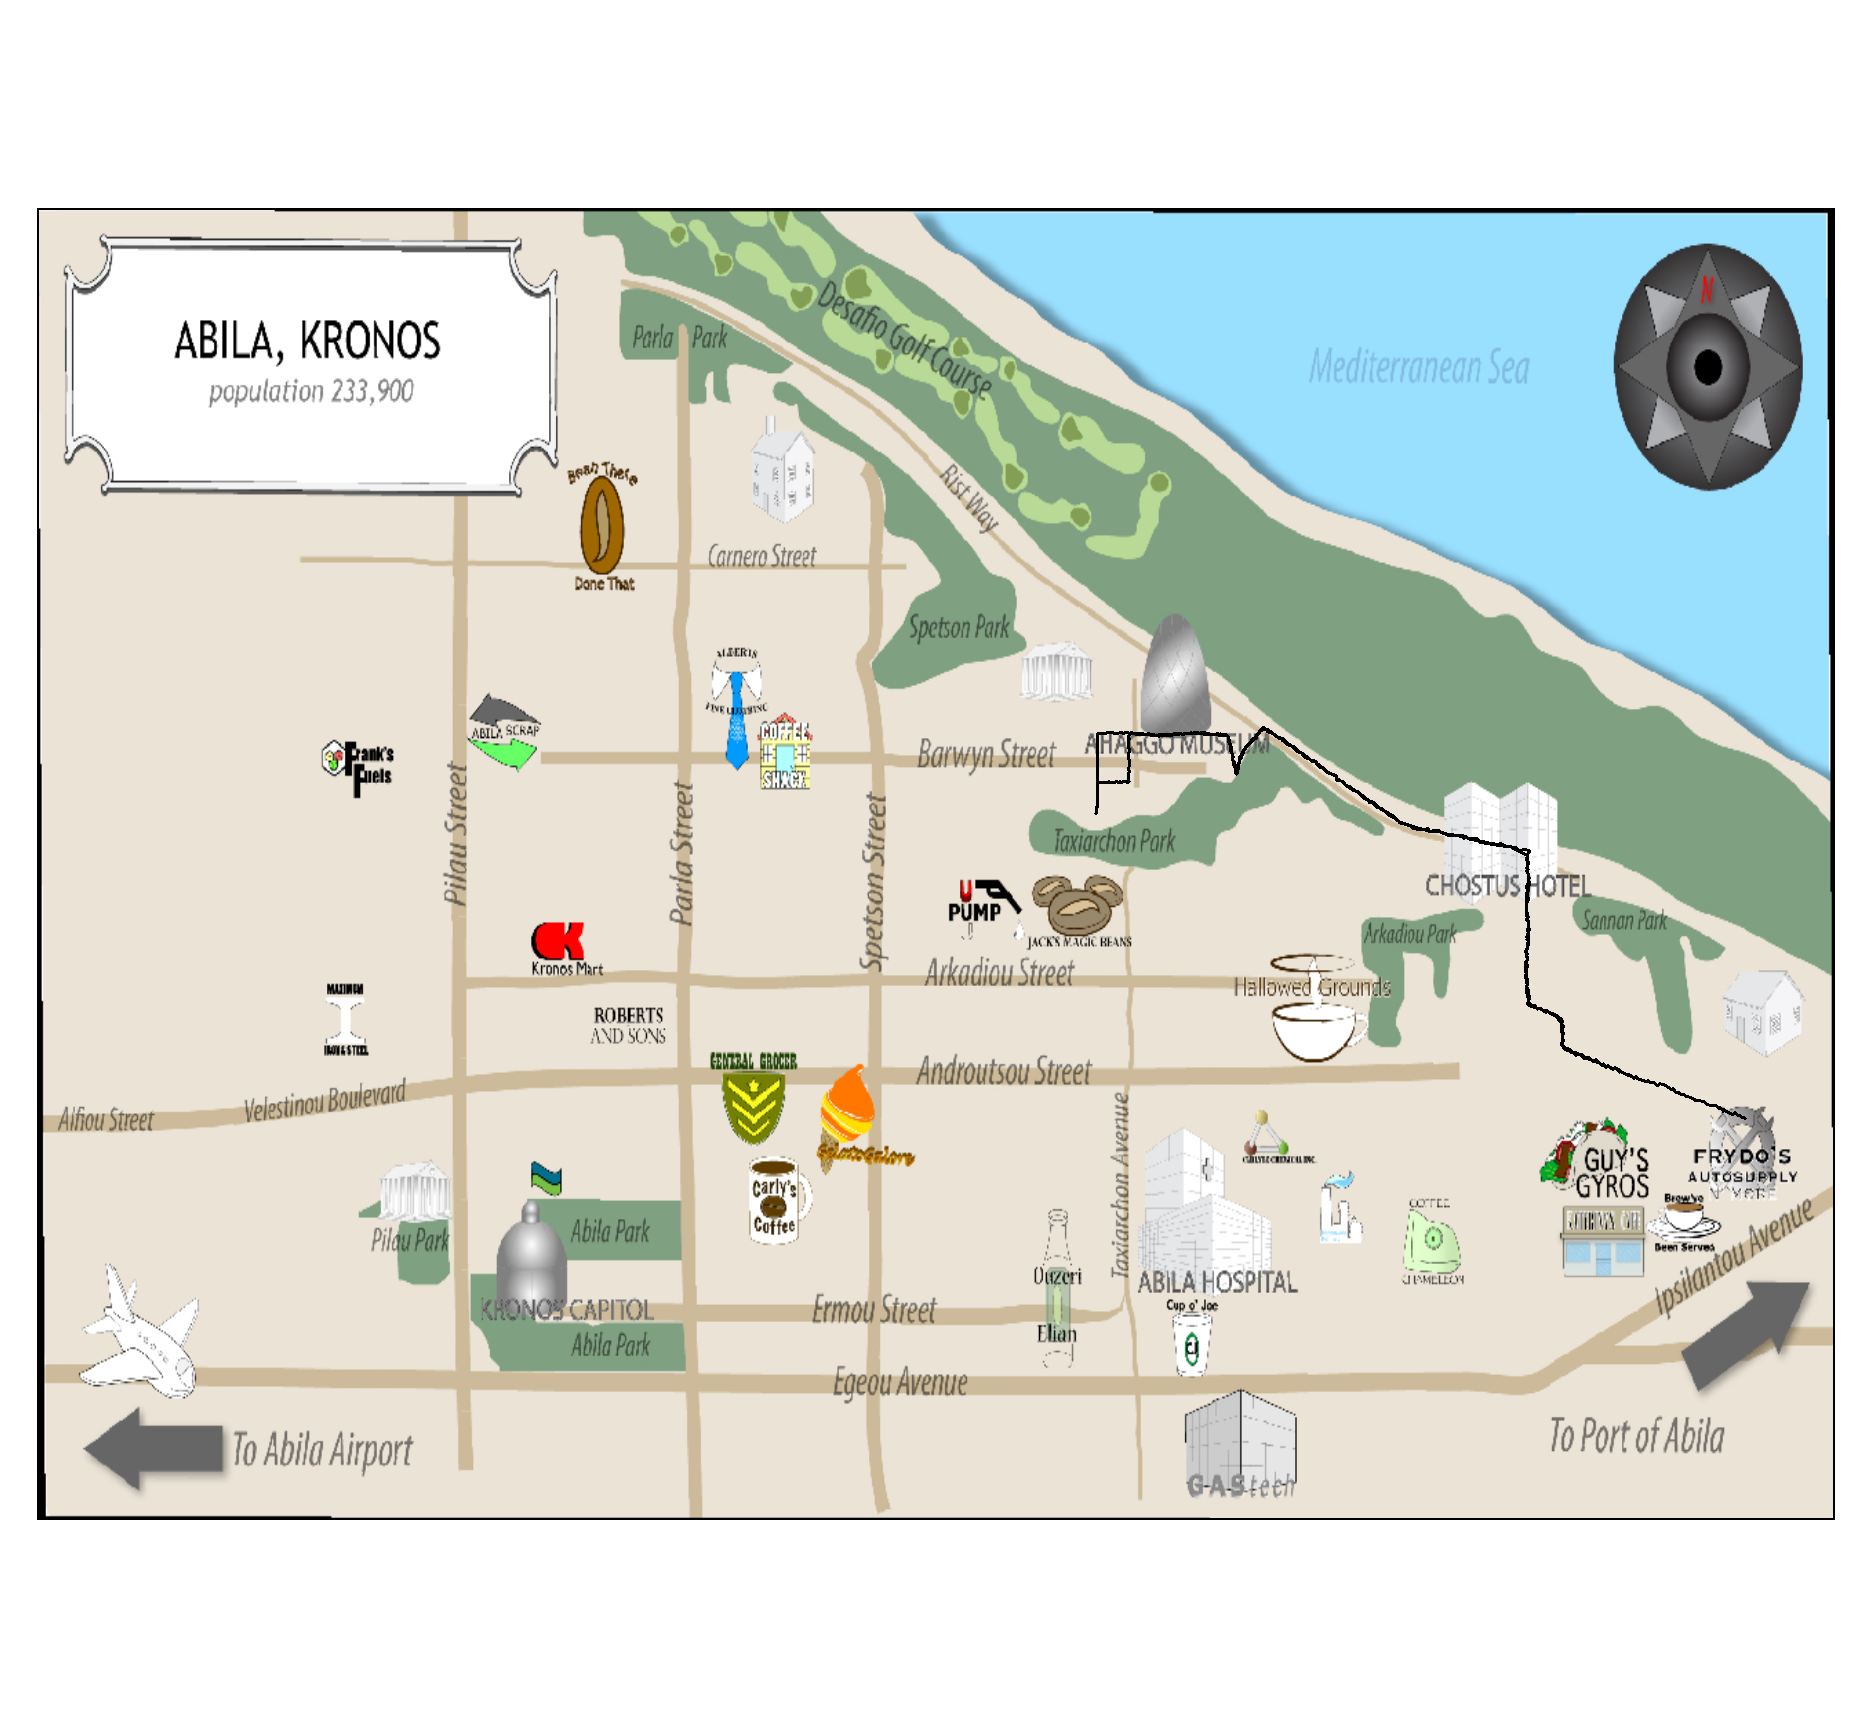 ABILA, KRONOS
population 233,900
N
Mediterranean Sea
Desafio Golf Course
Parla Park
Rist Way
Bean There
Done That
Carnero Street
Spetson Park
ALBERTS
FINE CLOTHING
ABILA SCRAP
COFFEE
SHACK
Frank's
Fuels
Barwyn Street
AHAGGO MUSEUM
Pilau Street
Parla Street
Spetson Street
Taxiarchon Park
CHOSTUS HOTEL
U
PUMP
JACK'S MAGIC BEANS
Arkadiou Park
Sannan Park
Kronos Mart
Arkadiou Street
Hallowed Grounds
MAXIMUM
IRON & STEEL
ROBERTS
AND SONS
GENERAL GROCER
Androutsou Street
Alfiou Street
Velestinou Boulevard
GelatoGalore
Taxiarchon Avenue
CARLYLE CHEMICAL INC.
GUY'S
GYROS
FRYDO'S
AUTOSUPPLY
N' MORE
Carly's
Coffee
Pilau Park
Abila Park
COFFEE
CHAMELEON
Brew've
Been Served
Ouzeri
Elian
ABILA HOSPITAL
Ipsilantou Avenue
KRONOS CAPITOL
Ermou Street
Cup o' Joe
Abila Park
Egeou Avenue
To Abila Airport
To Port of Abila
GAStech